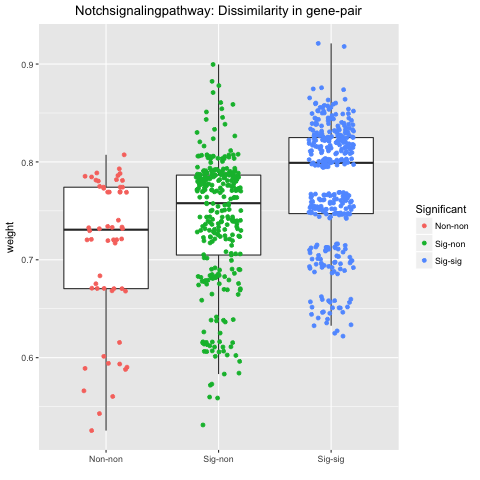 Notchsignalingpathway: Dissimilarity in gene-pair
0.9
0.8
0.7
0.6
weight
Non-non
Sig-non
Sig-sig
Significant
Non-non
Sig-non
Sig-sig